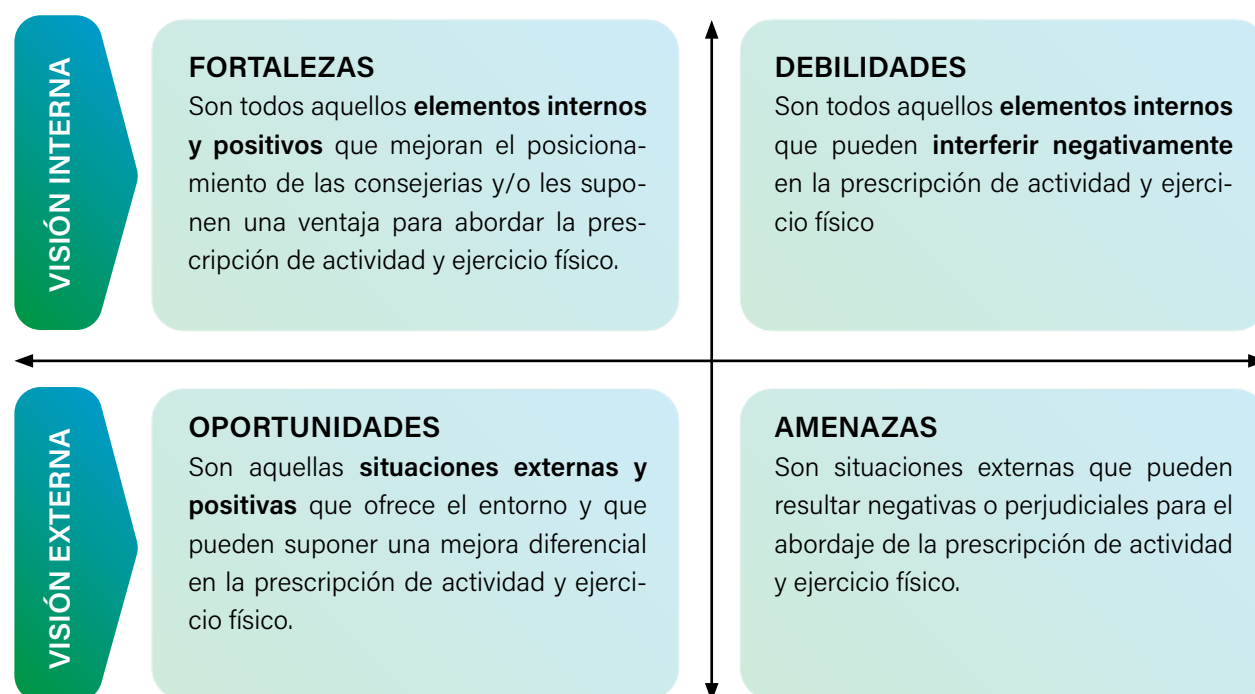 VISIÓN INTERNA
FORTALEZAS
Son todos aquellos elementos internos
y positivos que mejoran el posiciona-
miento de las consejerias y/o les supo-
nen una ventaja para abordar la pres-
cripción de actividad y ejercicio físico.
DEBILIDADES
Son todos aquellos elementos internos
que pueden interferir negativamente
en la prescripción de actividad y ejerci-
cio físico
VISIÓN EXTERNA
OPORTUNIDADES
Son aquellas situaciones externas y
positivas que ofrece el entorno y que
pueden suponer una mejora diferencial
en la prescripción de actividad y ejerci-
cio físico.
AMENAZAS
Son situaciones externas que pueden
resultar negativas o perjudiciales para el
abordaje de la prescripción de actividad
y ejercicio físico.